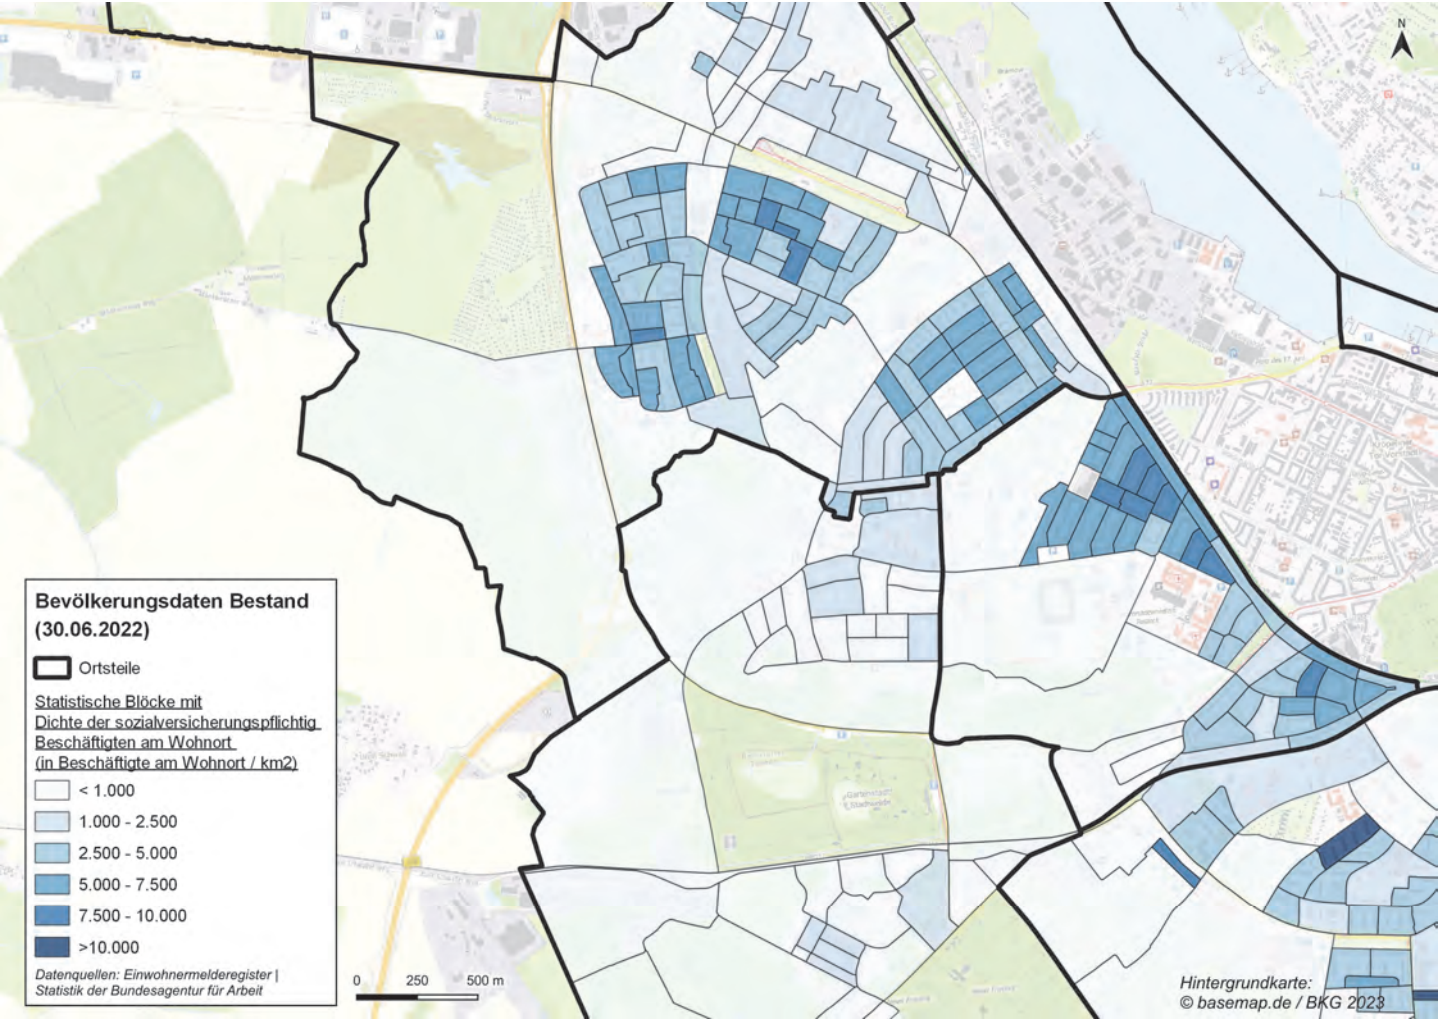 N
Bevölkerungsdaten Bestand
(30.06.2022)
Ortsteile
Statistische Blöcke mit
Dichte der sozialversicherungspflichtig
Beschäftigten am Wohnort
(in Beschäftigte am Wohnort / km2)
< 1.000
1.000 - 2.500
2.500 - 5.000
5.000 - 7.500
7.500 - 10.000
>10.000
Datenquellen: Einwohnermelderegister |
Statistik der Bundesagentur für Arbeit
0 250 500 m
Hintergrundkarte:
© basemap.de / BKG 2023